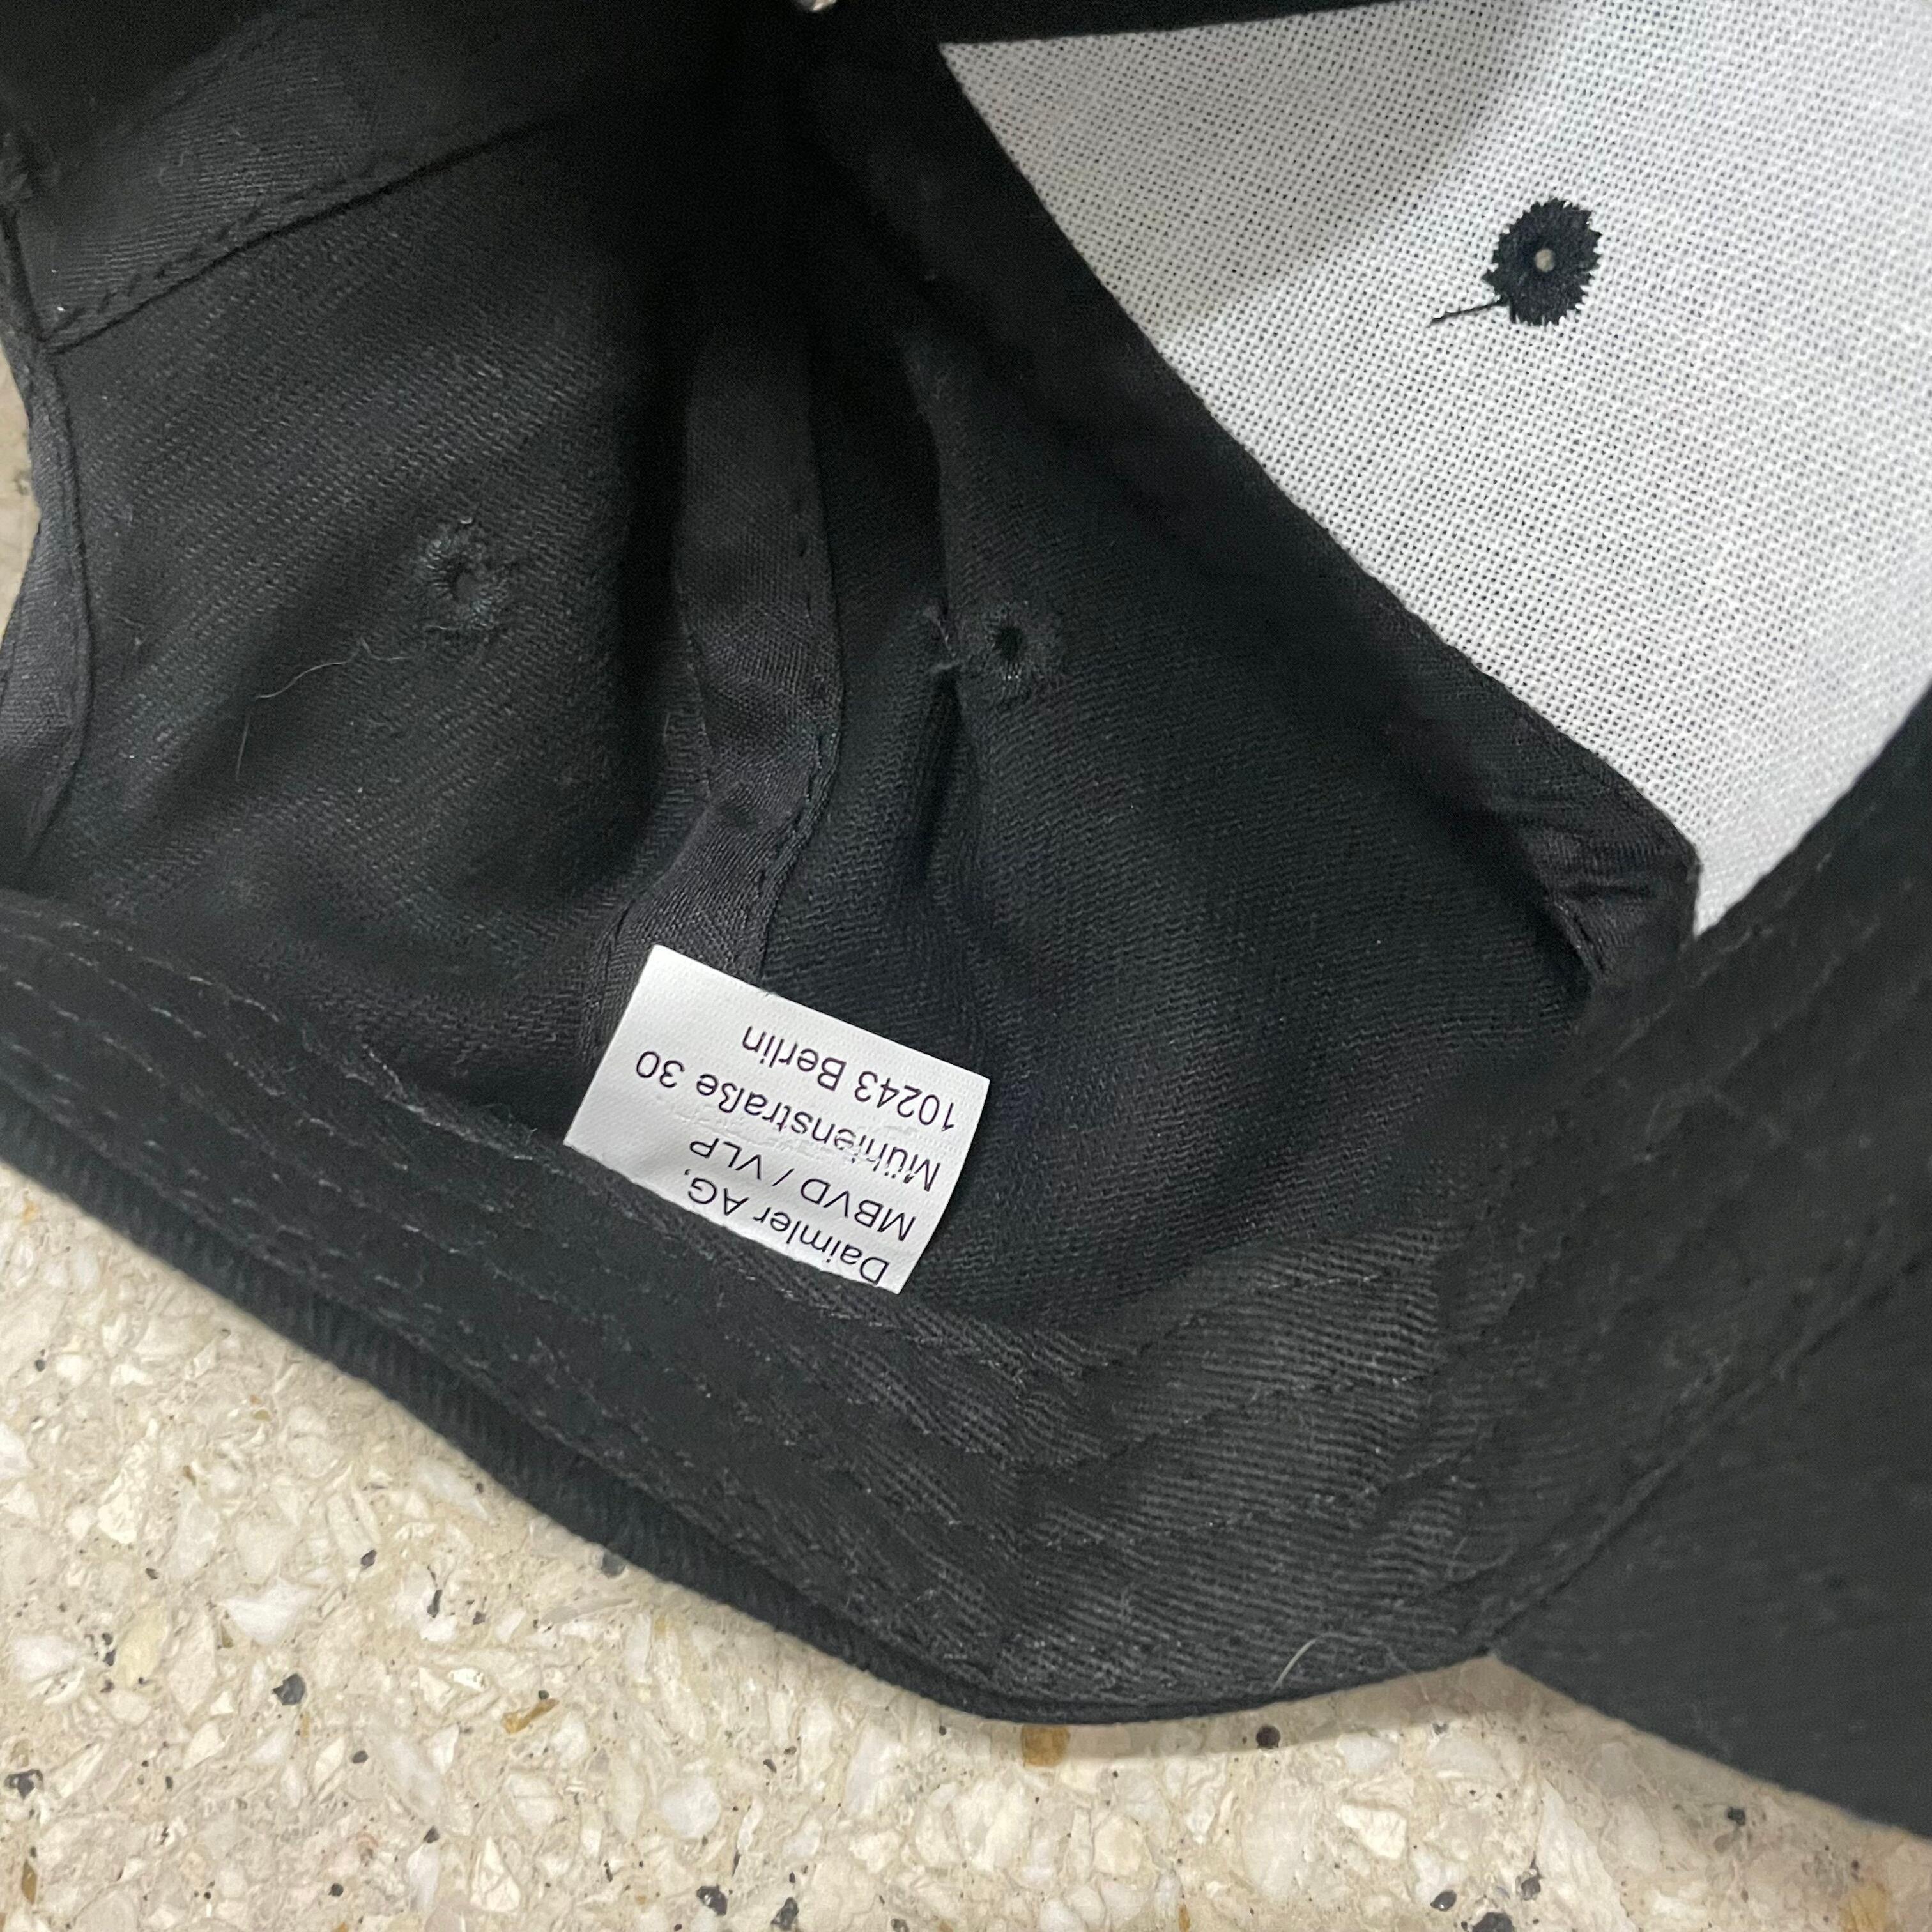 Daimler AG,
MBVD / VLP
Mühlenstraße 30
10243 Berlin